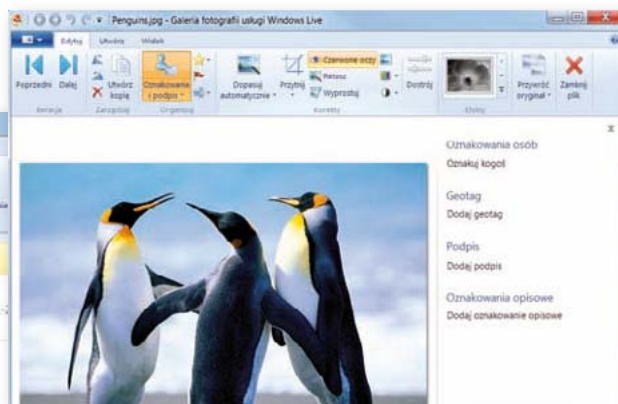 Penguins.jpg - Galeria fotografii usługi Windows Live
Edytuj Utwórz Widok
Poprzedni Dalej Utwórz kopię Oznakowanie i podpis Dopasuj automatycznie Przytnij Czerwone oczy Retusz Wyprostuj Dostrój Przywróć oryginał Zamknij plik
Iteracja Zarządzaj Organizuj Korekty Efekty
Oznakowania osób
Oznakuj kogoś
Geotag
Dodaj geotag
Podpis
Dodaj podpis
Oznakowania opisowe
Dodaj oznakowanie opisowe